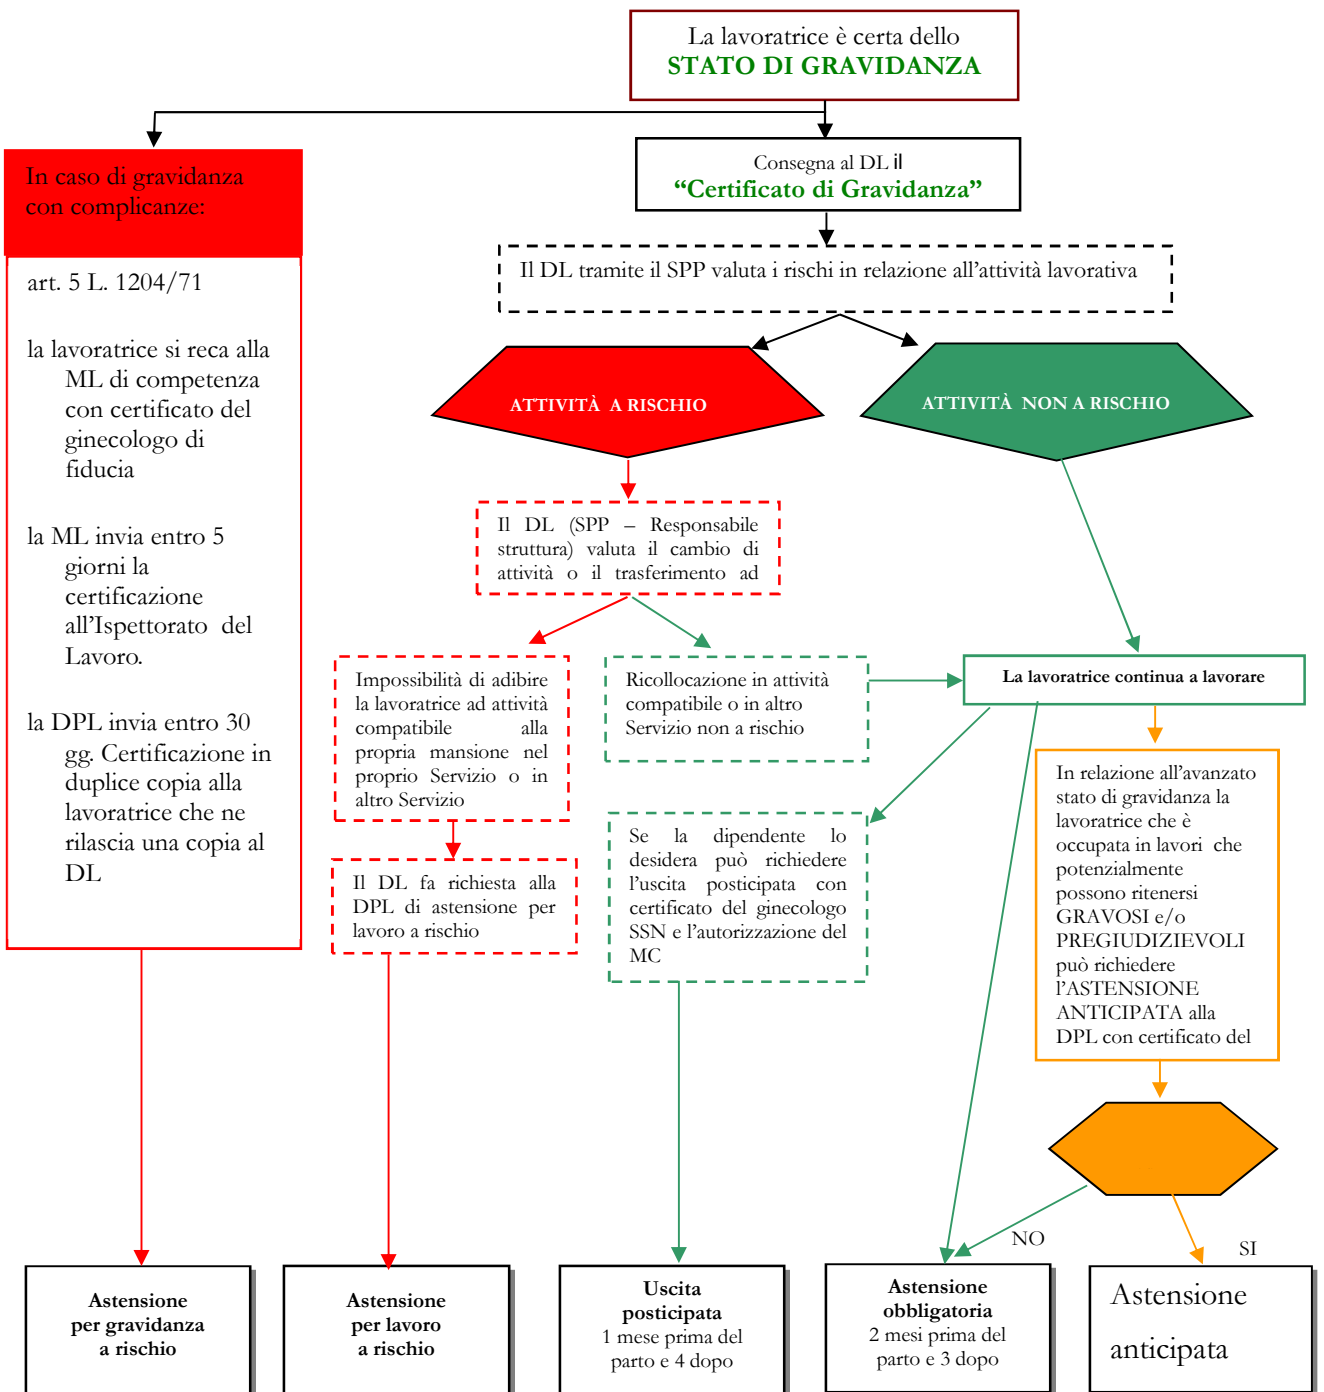 La lavoratrice è certa dello
STATO DI GRAVIDANZA
Consegna al DL il
“Certificato di Gravidanza”
In caso di gravidanza
con complicanze:
art. 5 L. 1204/71
la lavoratrice si reca alla
ML di competenza
con certificato del
ginecologo di
fiducia
la ML invia entro 5
giorni la
certificazione
all’Ispettorato del
Lavoro.
la DPL invia entro 30
gg. Certificazione in
duplice copia alla
lavoratrice che ne
rilascia una copia al
DL
Il DL tramite il SPP valuta i rischi in relazione all’attività lavorativa
ATTIVITÀ A RISCHIO
ATTIVITÀ NON A RISCHIO
Il DL (SPP – Responsabile
struttura) valuta il cambio di
attività o il trasferimento ad
Impossibilità di adibire
la lavoratrice ad attività
compatibile alla
propria mansione nel
proprio Servizio o in
altro Servizio
Ricollocazione in attività
compatibile o in altro
Servizio non a rischio
La lavoratrice continua a lavorare
Il DL fa richiesta alla
DPL di astensione per
lavoro a rischio
Se la dipendente lo
desidera può richiedere
l’uscita posticipata con
certificato del ginecologo
SSN e l’autorizzazione del
MC
In relazione all’avanzato
stato di gravidanza la
lavoratrice che è
occupata in lavori che
potenzialmente
possono ritenersi
GRAVOSI e/o
PREGIUDIZIEVOLI
può richiedere
l’ASTENSIONE
ANTICIPATA alla
DPL con certificato del
NO
SI
Astensione
per gravidanza
a rischio
Astensione
per lavoro
a rischio
Uscita
posticipata
1 mese prima del
parto e 4 dopo
Astensione
obbligatoria
2 mesi prima del
parto e 3 dopo
Astensione
anticipata